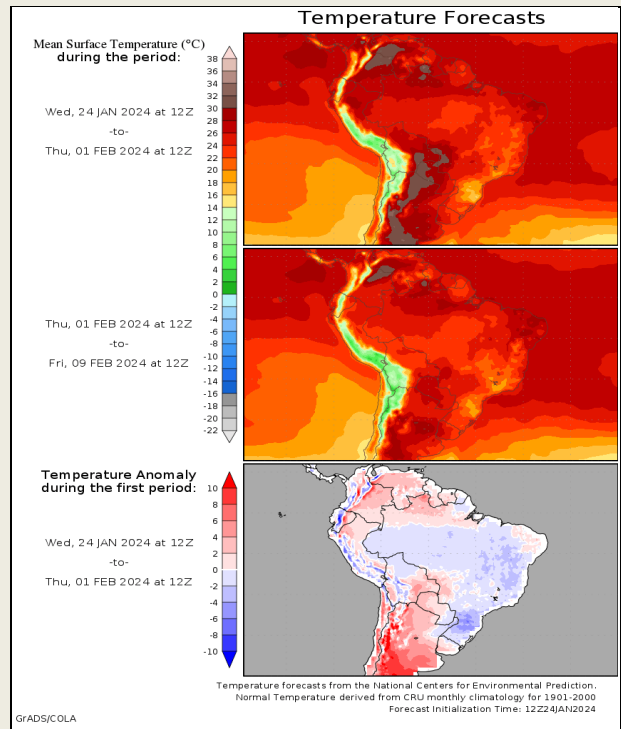 Temperature Forecasts
Mean Surface Temperature (°C)
during the period:
38
36
34
32
30
28
26
24
22
20
18
16
14
12
10
8
6
4
2
0
-2
-4
-6
-8
-10
-12
-14
-16
-18
-20
-22
Wed, 24 JAN 2024 at 12Z
-to-
Thu, 01 FEB 2024 at 12Z
Thu, 01 FEB 2024 at 12Z
-to-
Fri, 09 FEB 2024 at 12Z
Temperature Anomaly
during the first period:
10
8
6
4
2
0
-2
-4
-6
-8
-10
Wed, 24 JAN 2024 at 12Z
-to-
Thu, 01 FEB 2024 at 12Z
Temperature forecasts from the National Centers for Environmental Prediction.
Normal Temperature derived from CRU monthly climatology for 1901-2000
Forecast Initialization Time: 12Z24JAN2024
GrADS/COLA